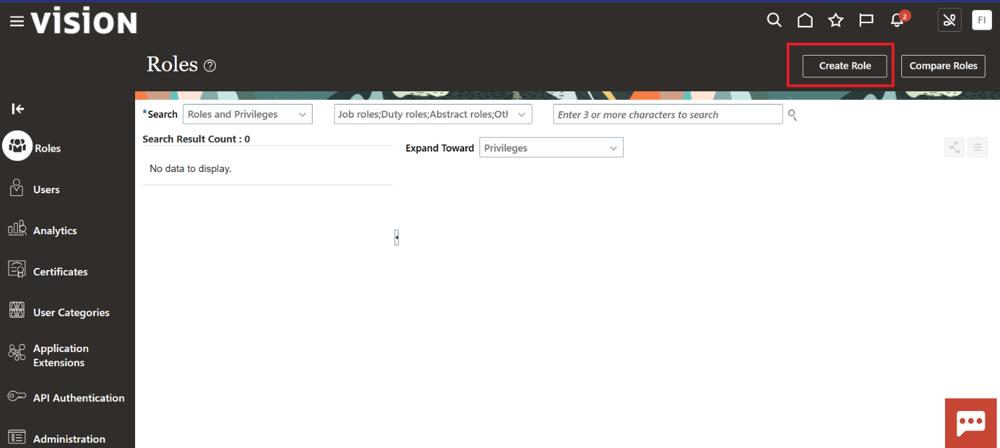 VISION
2
FI
Roles ?
Create Role
Compare Roles
*Search
Roles and Privileges
Job roles;Duty roles;Abstract roles;Oth
Enter 3 or more characters to search
Search Result Count : 0
Expand Toward
Privileges
No data to display.
Roles
Users
Analytics
Certificates
User Categories
Application
Extensions
API Authentication
Administration